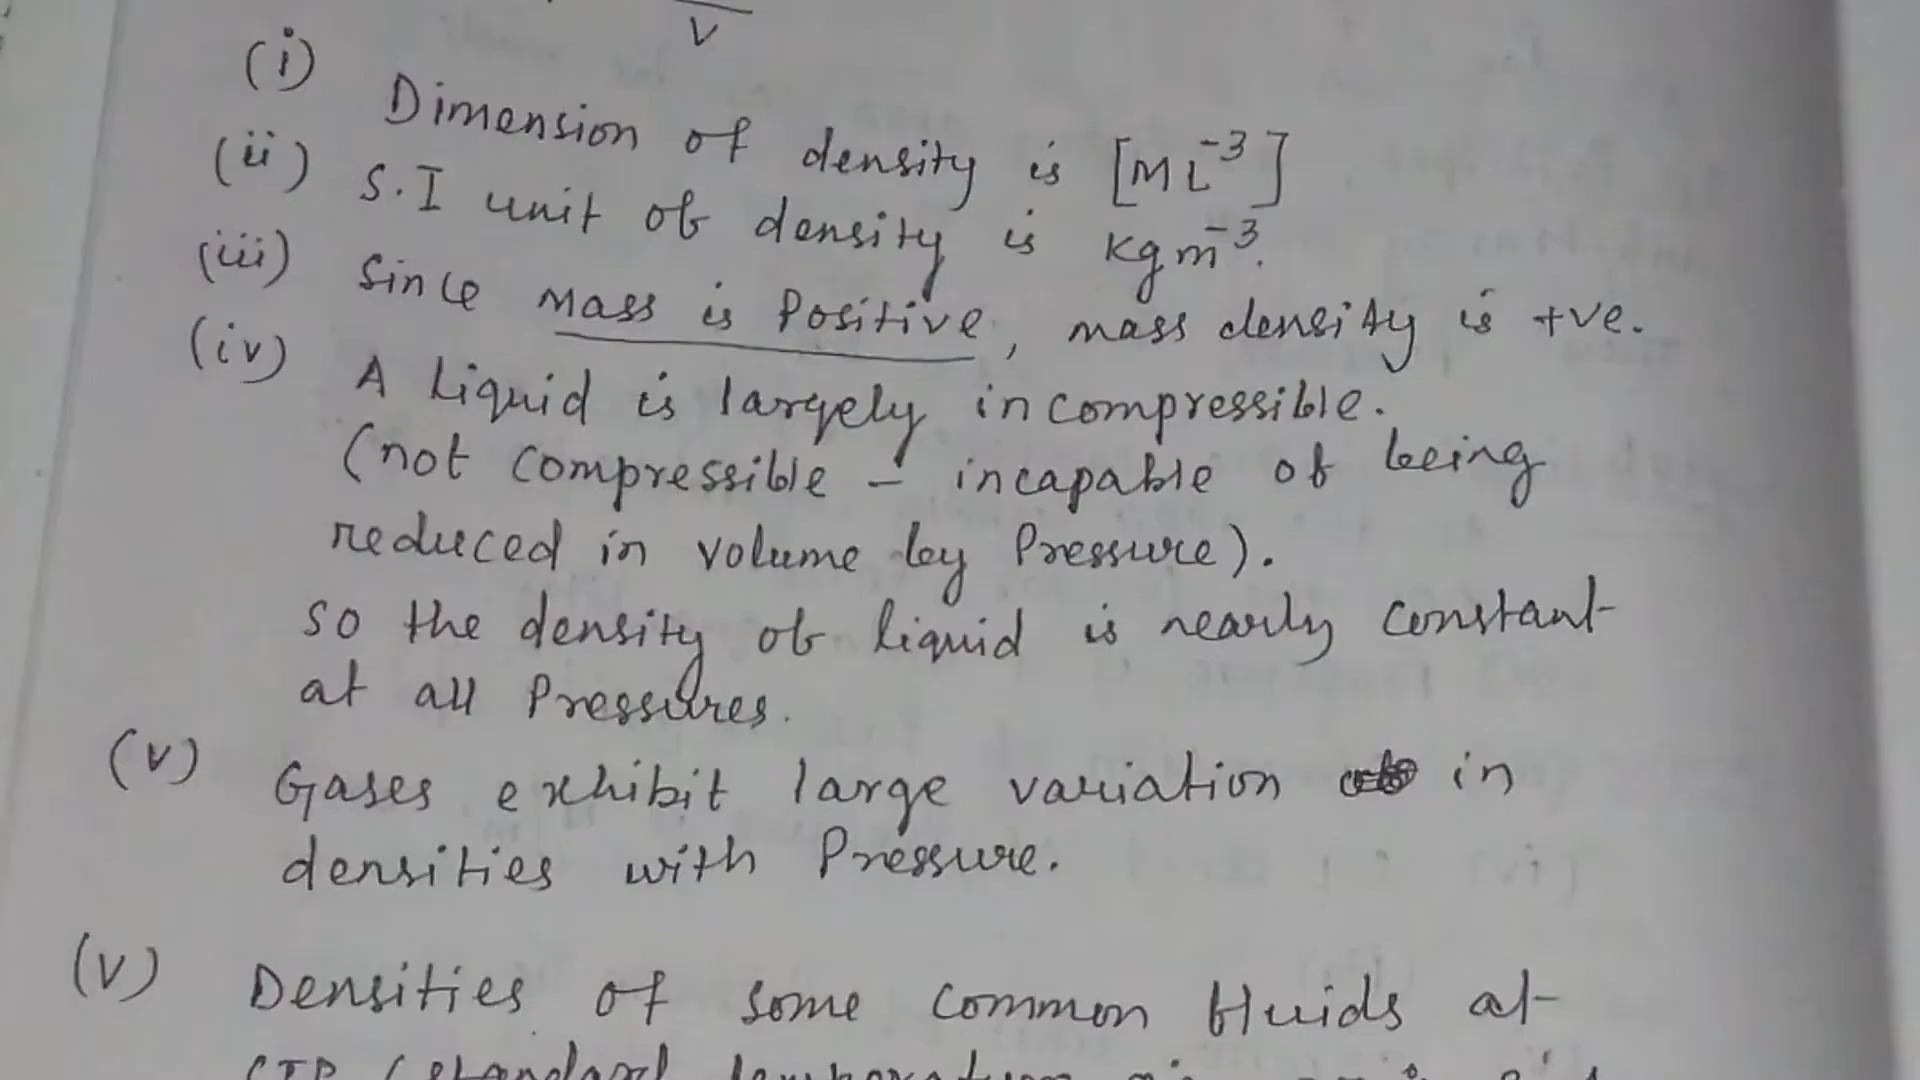 V
(i) Dimension of density is [ML⁻³]
(ii) S.I unit of density is kgm⁻³.
(iii) Since mass is Positive, mass density is +ve.
(iv) A liquid is largely incompressible.
(not compressible – incapable of being
reduced in volume by Pressure).
so the density of liquid is nearly constant
at all Pressures.
(v) Gases exhibit large variation in
densities with Pressure.
(v) Densities of some common fluids at
STP (standard temperature